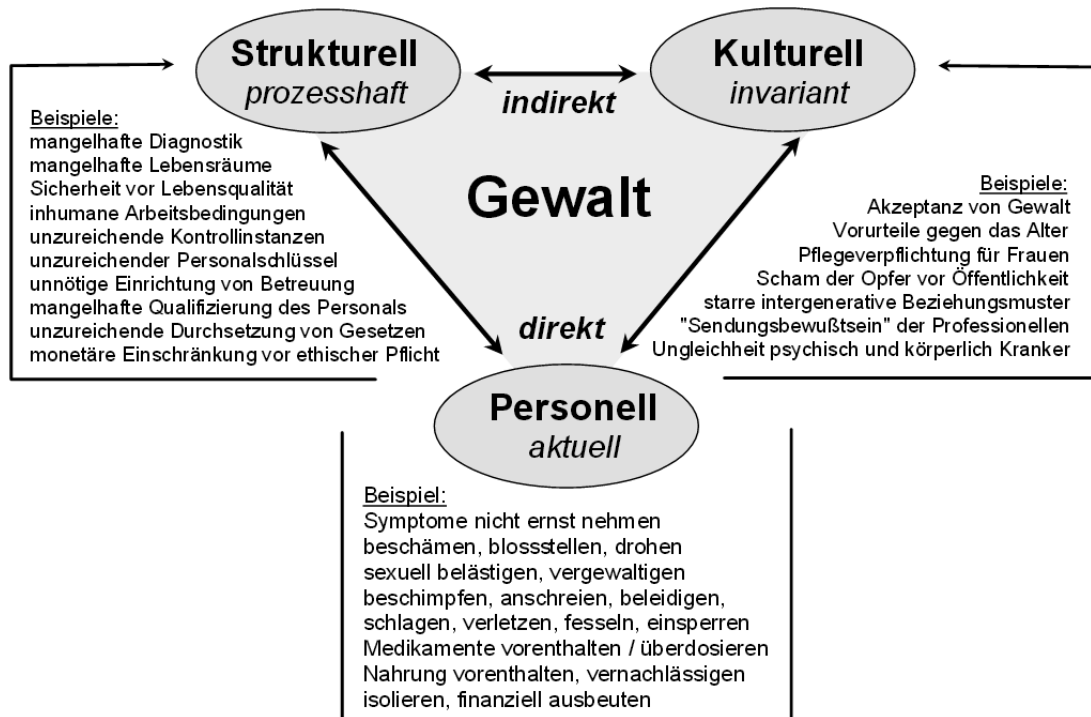 Strukturell
prozesshaft
Kulturell
invariant
indirekt
Gewalt
direkt
Beispiele:
mangelhafte Diagnostik
mangelhafte Lebensräume
Sicherheit vor Lebensqualität
inhumane Arbeitsbedingungen
unzureichende Kontrollinstanzen
unzureichender Personalschlüssel
unnötige Einrichtung von Betreuung
mangelhafte Qualifizierung des Personals
unzureichende Durchsetzung von Gesetzen
monetäre Einschränkung vor ethischer Pflicht
Beispiele:
Akzeptanz von Gewalt
Vorurteile gegen das Alter
Pflegeverpflichtung für Frauen
Scham der Opfer vor Öffentlichkeit
starre intergenerative Beziehungsmuster
"Sendungsbewußtsein" der Professionellen
Ungleichheit psychisch und körperlich Kranker
Personell
aktuell
Beispiel:
Symptome nicht ernst nehmen
beschämen, blossstellen, drohen
sexuell belästigen, vergewaltigen
beschimpfen, anschreien, beleidigen,
schlagen, verletzen, fesseln, einsperren
Medikamente vorenthalten / überdosieren
Nahrung vorenthalten, vernachlässigen
isolieren, finanziell ausbeuten